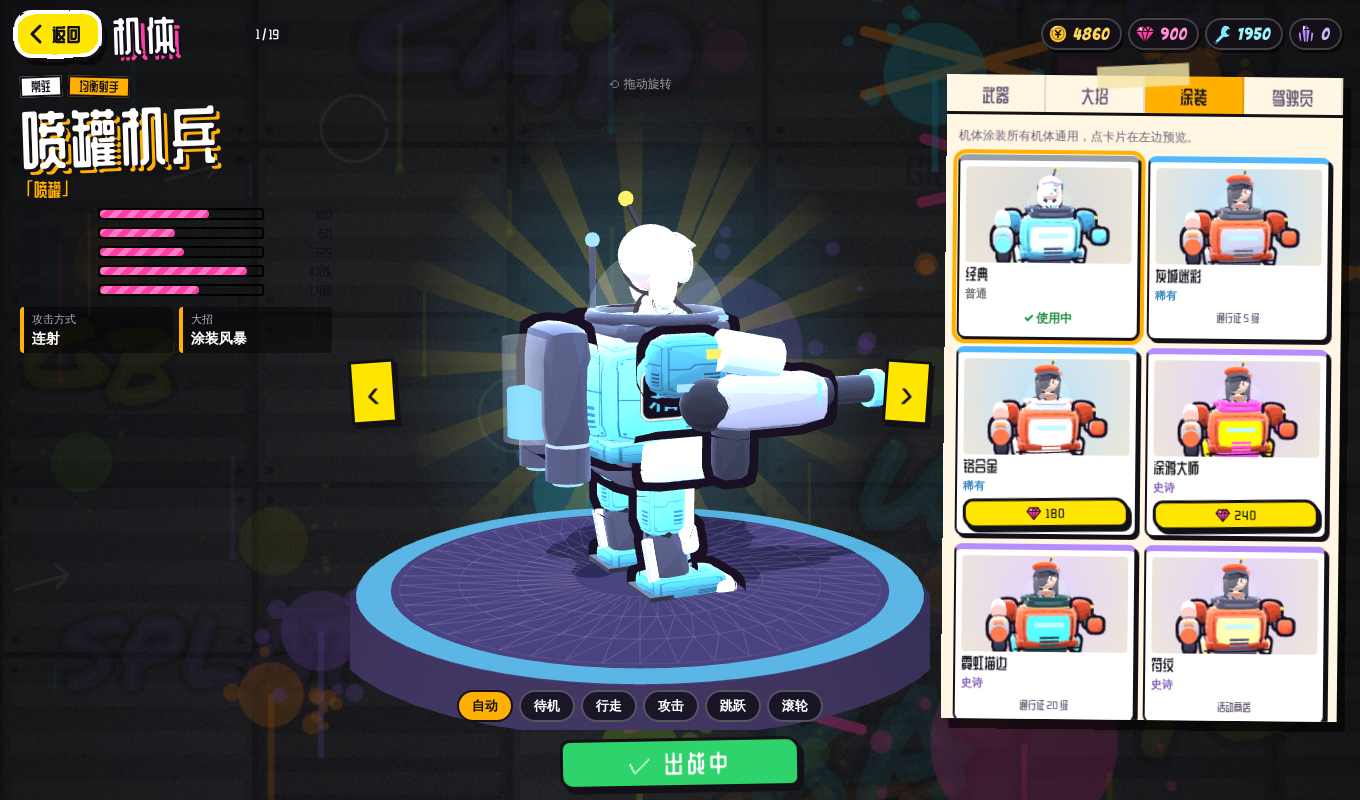 返回
机体
1/19
4860
900
1950
0
常驻
均衡射手
喷罐机兵
「喷罐」
攻击方式
连射
大招
涂装风暴
拖动旋转
武器
大招
涂装
驾驶员
机体涂装所有机体通用，点卡片在左边预览。
经典
普通
使用中
灰城迷彩
稀有
通行证 5 级
铬合金
稀有
180
涂鸦大师
史诗
240
霓虹描边
史诗
通行证 20 级
符纹
史诗
活动商店
自动
待机
行走
攻击
跳跃
滚轮
出战中